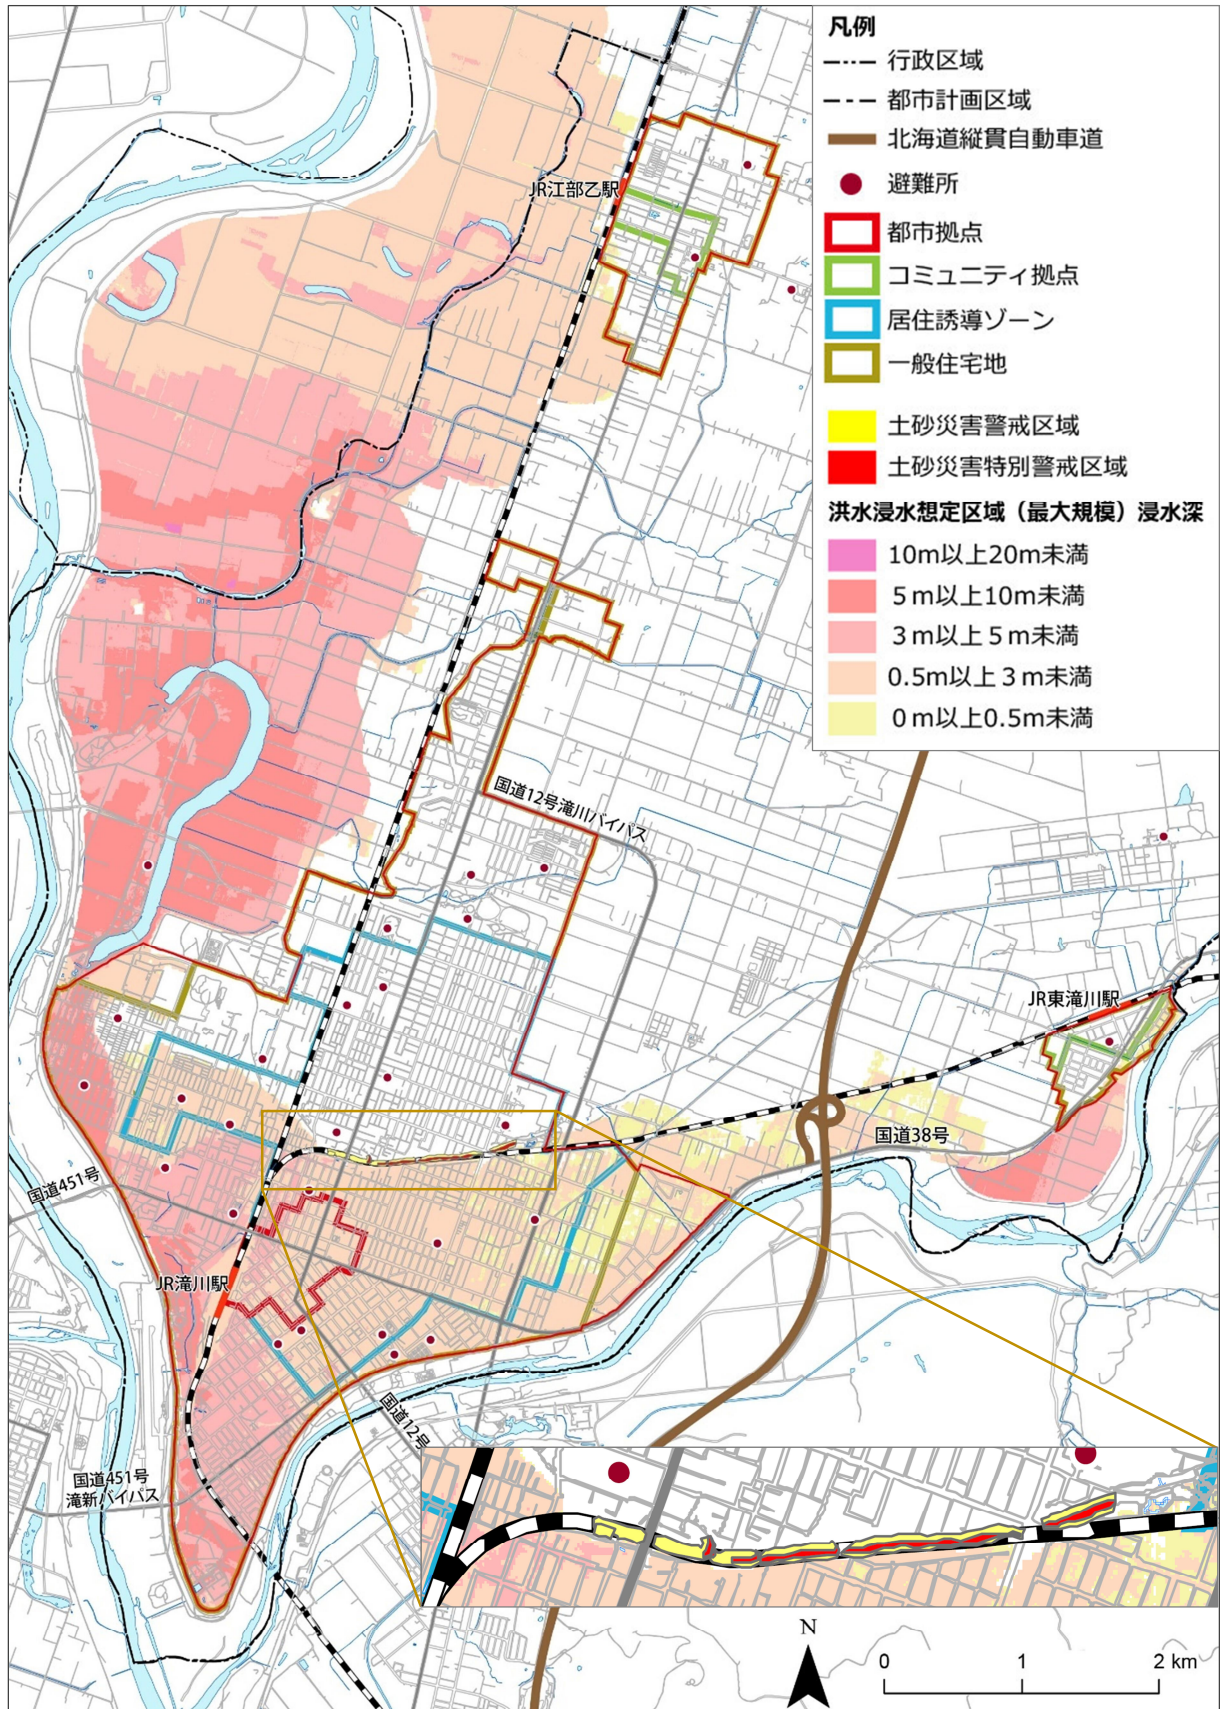 凡例
行政区域
都市計画区域
北海道縦貫自動車道
避難所
都市拠点
コミュニティ拠点
居住誘導ゾーン
一般住宅地
土砂災害警戒区域
土砂災害特別警戒区域
洪水浸水想定区域（最大規模）浸水深
10m以上20m未満
５m以上10m未満
３m以上５m未満
0.5m以上３m未満
０m以上0.5m未満
JR江部乙駅
国道12号滝川バイパス
JR東滝川駅
国道38号
国道451号
JR滝川駅
国道12号
国道451号
滝新バイパス
N
0 1 2 km